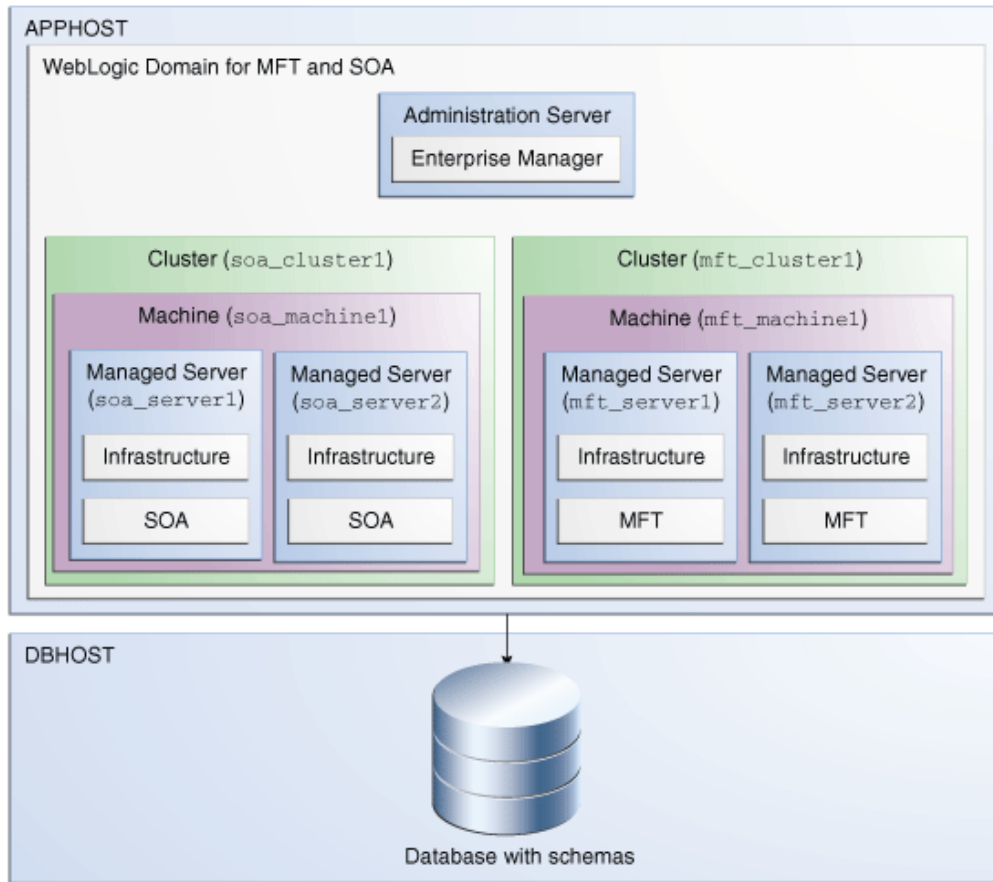 APPHOST
WebLogic Domain for MFT and SOA
Administration Server
Enterprise Manager
Cluster (soa_cluster1)
Machine (soa_machine1)
Managed Server
(soa_server1)
Infrastructure
SOA
Managed Server
(soa_server2)
Infrastructure
SOA
Cluster (mft_cluster1)
Machine (mft_machine1)
Managed Server
(mft_server1)
Infrastructure
MFT
Managed Server
(mft_server2)
Infrastructure
MFT
DBHOST
Database with schemas